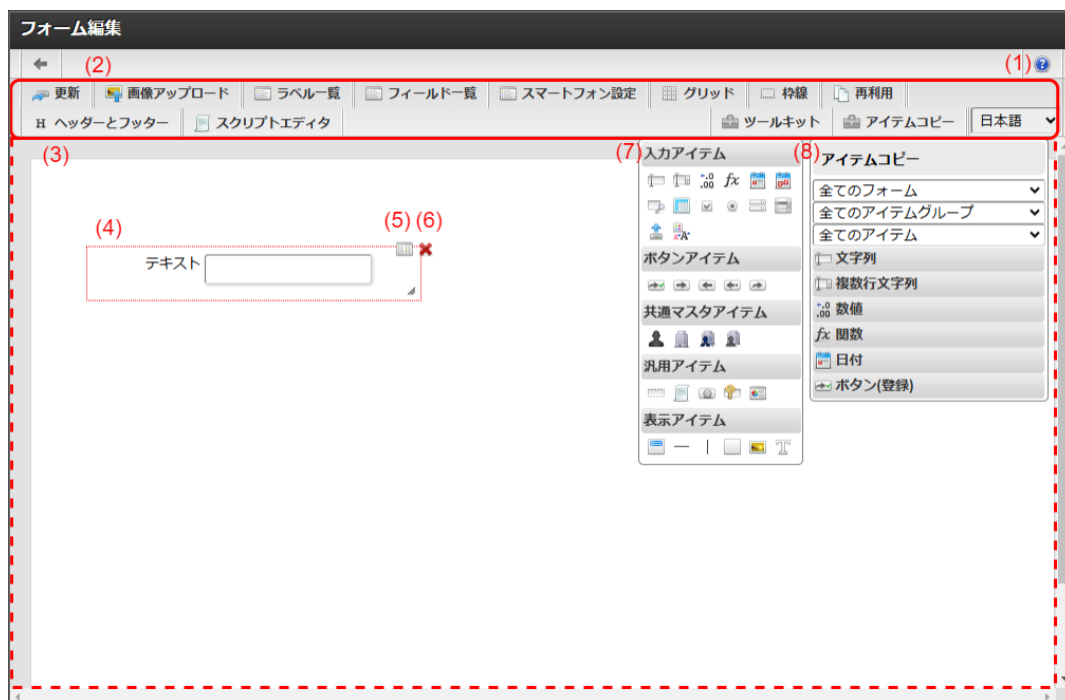 フォーム編集
(2)
(1)
更新 画像アップロード ラベル一覧 フィールド一覧 スマートフォン設定 グリッド 枠線 再利用
H ヘッダーとフッター スクリプトエディタ ツールキット アイテムコピー 日本語
(3)
(7) 入力アイテム
(8) アイテムコピー
全てのフォーム
全てのアイテムグループ
全てのアイテム
文字列
複数行文字列
数値
fx 関数
日付
ボタン(登録)
(4)
(5) (6)
テキスト
fx
ボタンアイテム
共通マスタアイテム
汎用アイテム
表示アイテム